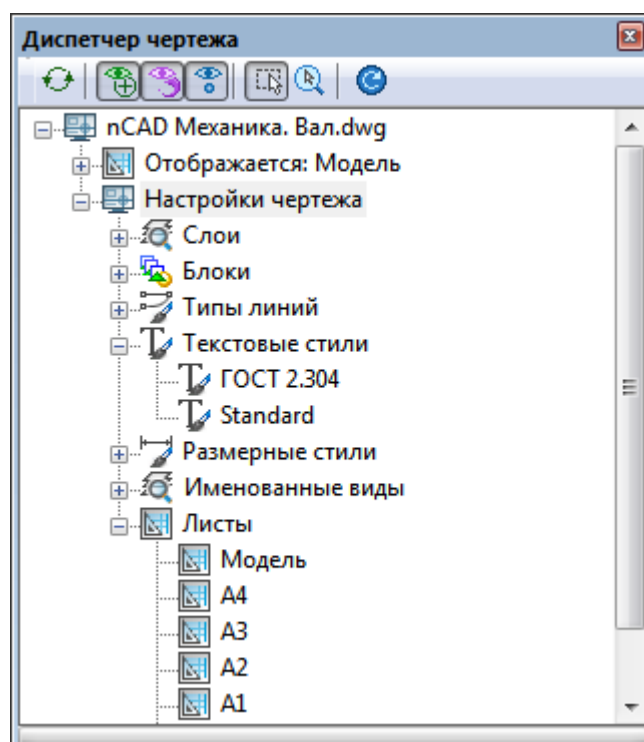 Диспетчер чертежа
nCAD Механика. Вал.dwg
Отображается: Модель
Настройки чертежа
Слои
Блоки
Типы линий
Текстовые стили
ГОСТ 2.304
Standard
Размерные стили
Именованные виды
Листы
Модель
А4
А3
А2
А1